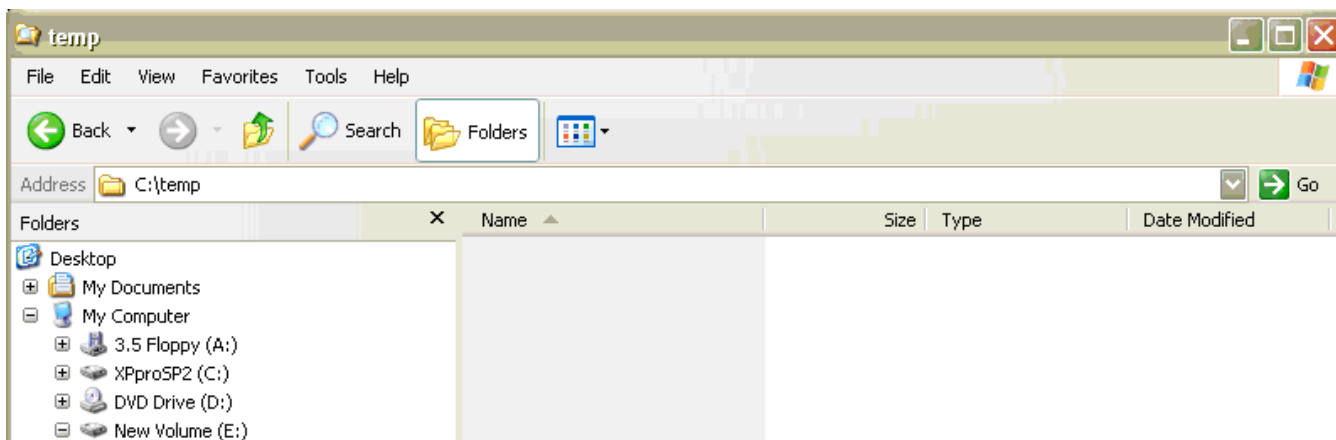 temp
File Edit View Favorites Tools Help
Back Search Folders
Address C:\temp Go
Folders Name Size Type Date Modified
Desktop
My Documents
My Computer
3.5 Floppy (A:)
XPproSP2 (C:)
DVD Drive (D:)
New Volume (E:)